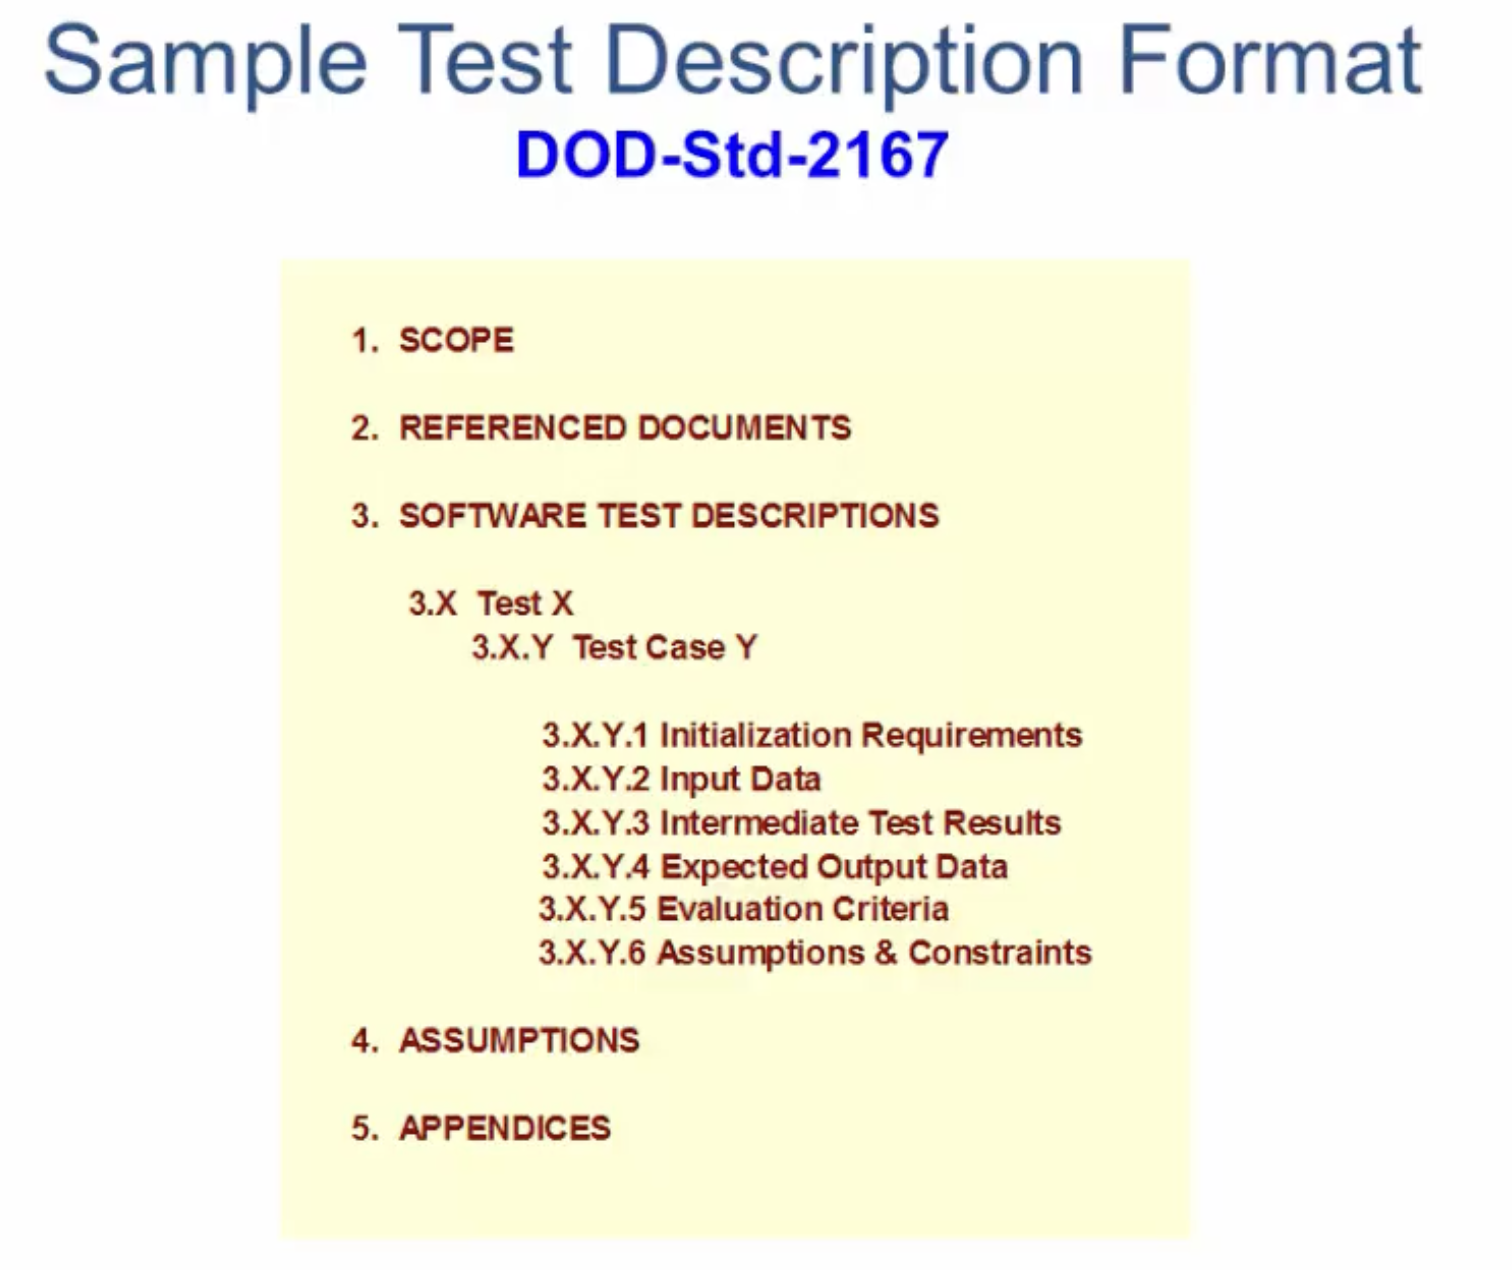 Sample Test Description Format
DOD-Std-2167
1. SCOPE
2. REFERENCED DOCUMENTS
3. SOFTWARE TEST DESCRIPTIONS
3.X Test X
3.X.Y Test Case Y
3.X.Y.1 Initialization Requirements
3.X.Y.2 Input Data
3.X.Y.3 Intermediate Test Results
3.X.Y.4 Expected Output Data
3.X.Y.5 Evaluation Criteria
3.X.Y.6 Assumptions & Constraints
4. ASSUMPTIONS
5. APPENDICES